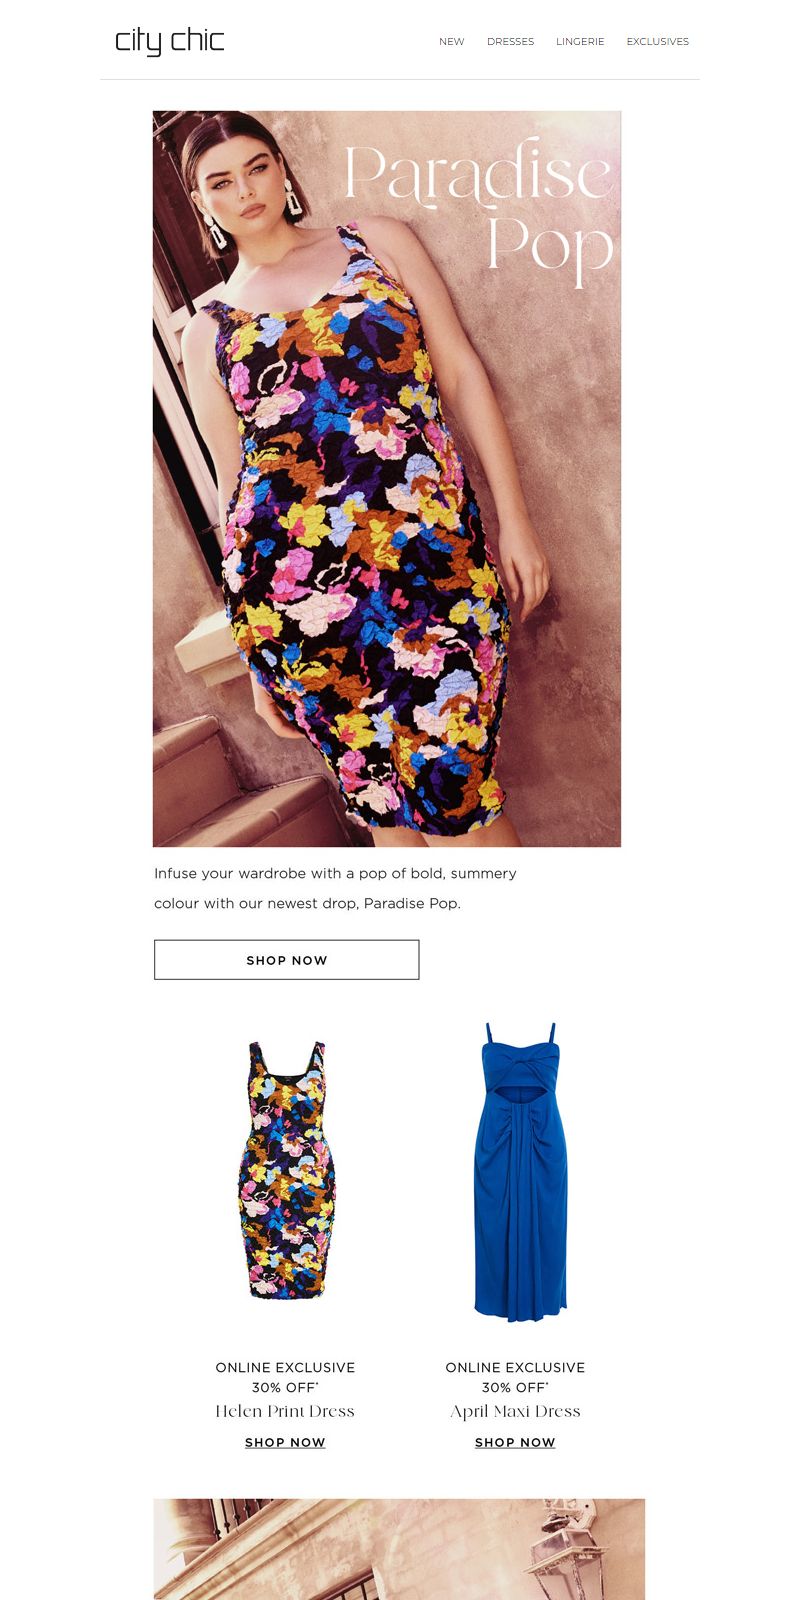 city chic
NEW DRESSES LINGERIE EXCLUSIVES
Paradise
Pop
Infuse your wardrobe with a pop of bold, summery
colour with our newest drop, Paradise Pop.
SHOP NOW
ONLINE EXCLUSIVE
30% OFF*
Helen Print Dress
SHOP NOW
ONLINE EXCLUSIVE
30% OFF*
April Maxi Dress
SHOP NOW